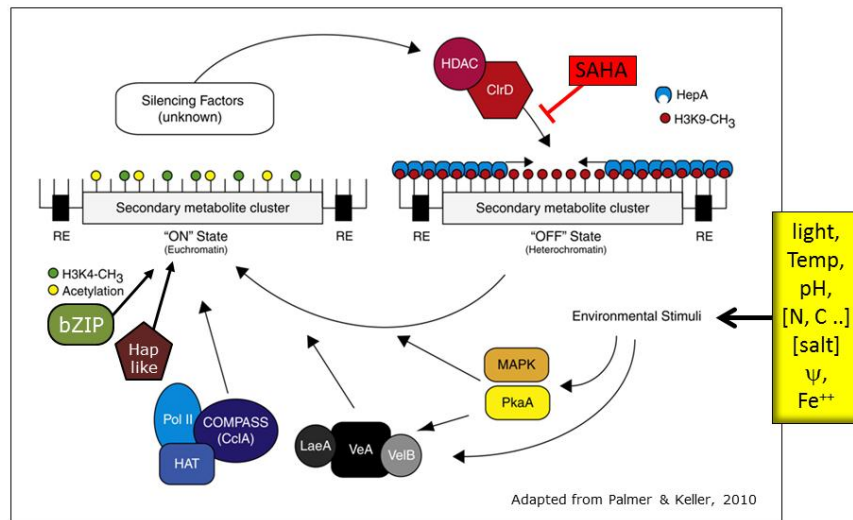 HDAC
ClrD
SAHA
Silencing Factors
(unknown)
HepA
H3K9-CH3
Secondary metabolite cluster
Secondary metabolite cluster
RE
"ON" State
(Euchromatin)
RE
RE
"OFF" State
(Heterochromatin)
RE
H3K4-CH3
Acetylation
bZIP
Hap
like
light,
Temp,
pH,
[N, C ..]
[salt]
ψ,
Fe++
Environmental Stimuli
MAPK
PkaA
Pol II
COMPASS
(CclA)
HAT
LaeA
VeA
VelB
Adapted from Palmer & Keller, 2010